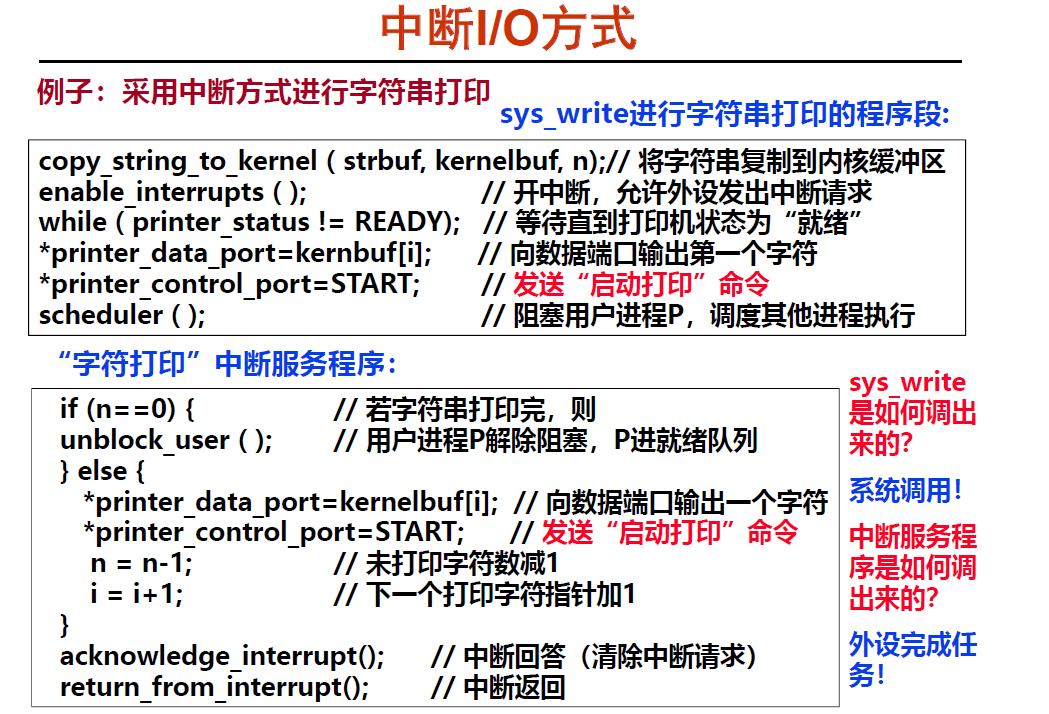 中断I/O方式
例子：采用中断方式进行字符串打印
sys_write进行字符串打印的程序段:
copy_string_to_kernel ( strbuf, kernelbuf, n);// 将字符串复制到内核缓冲区
enable_interrupts ( ); // 开中断，允许外设发出中断请求
while ( printer_status != READY); // 等待直到打印机状态为“就绪”
*printer_data_port=kernbuf[i]; // 向数据端口输出第一个字符
*printer_control_port=START; // 发送“启动打印”命令
scheduler ( ); // 阻塞用户进程P，调度其他进程执行
“字符打印”中断服务程序：
if (n==0) { // 若字符串打印完，则
unblock_user ( ); // 用户进程P解除阻塞，P进就绪队列
} else {
*printer_data_port=kernelbuf[i]; // 向数据端口输出一个字符
*printer_control_port=START; // 发送“启动打印”命令
n = n-1; // 未打印字符数减1
i = i+1; // 下一个打印字符指针加1
}
acknowledge_interrupt(); // 中断回答（清除中断请求）
return_from_interrupt(); // 中断返回
sys_write
是如何调出
来的？
系统调用！
中断服务程
序是如何调
出来的？
外设完成任
务！